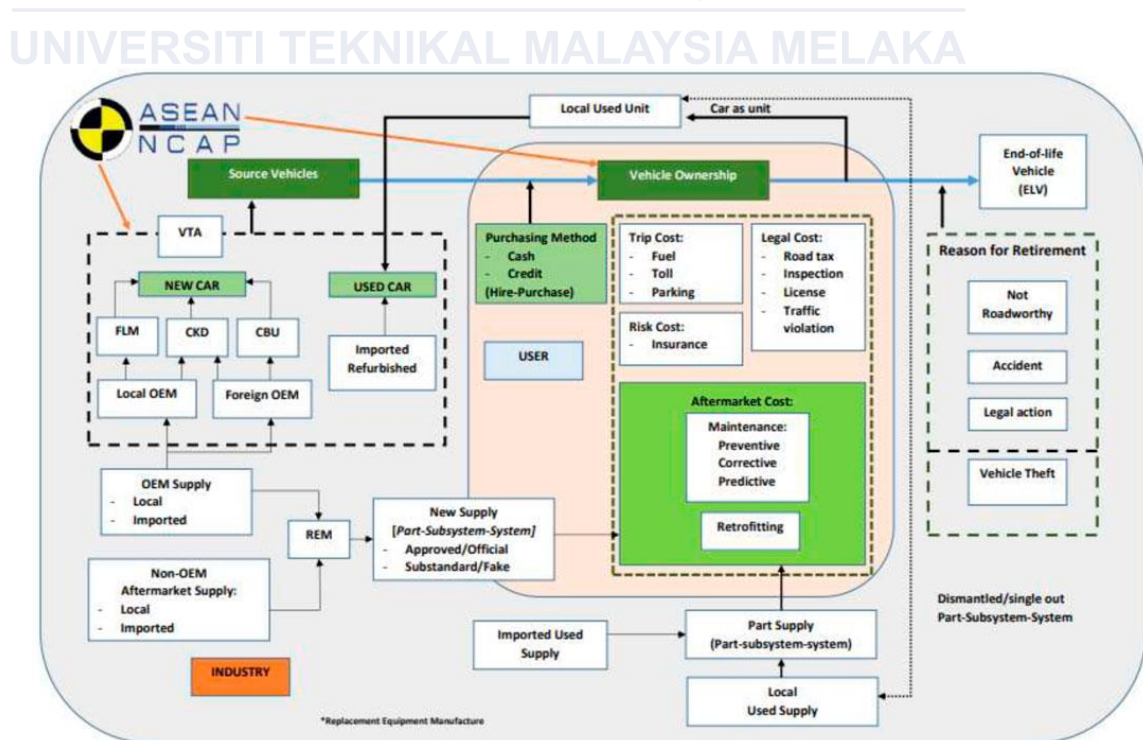 UNIVERSITI TEKNIKAL MALAYSIA MELAKA
ASEAN
NCAP
Local Used Unit
Car as unit
Source Vehicles
Vehicle Ownership
End-of-life
Vehicle
(ELV)
VTA
NEW CAR
USED CAR
FLM
CKD
CBU
Imported
Refurbished
Local OEM
Foreign OEM
Purchasing Method
- Cash
- Credit
(Hire-Purchase)
USER
Trip Cost:
- Fuel
- Toll
- Parking
Legal Cost:
- Road tax
- Inspection
- License
- Traffic
violation
Risk Cost:
- Insurance
Aftermarket Cost:
Maintenance:
Preventive
Corrective
Predictive
Retrofitting
Reason for Retirement
Not
Roadworthy
Accident
Legal action
Vehicle Theft
OEM Supply
- Local
- Imported
REM
New Supply
[Part-Subsystem-System]
- Approved/Official
- Substandard/Fake
Non-OEM
Aftermarket Supply:
- Local
- Imported
Imported Used
Supply
Part Supply
(Part-subsystem-system)
Local
Used Supply
Dismantled/single out
Part-Subsystem-System
INDUSTRY
*Replacement Equipment Manufacture